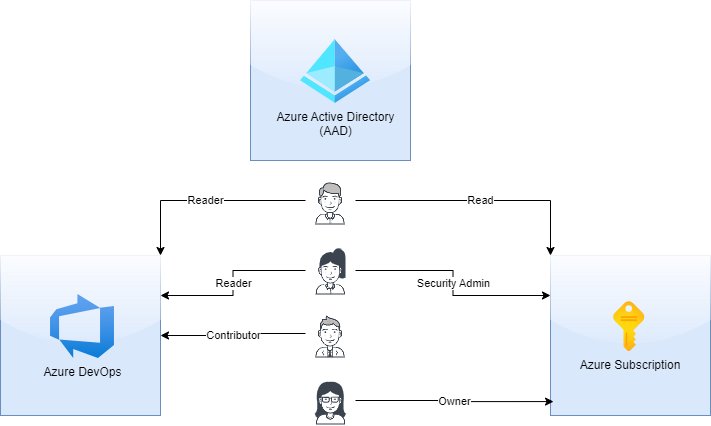 Azure Active Directory
(AAD)
Reader
Read
Reader
Security Admin
Contributor
Azure DevOps
Azure Subscription
Owner